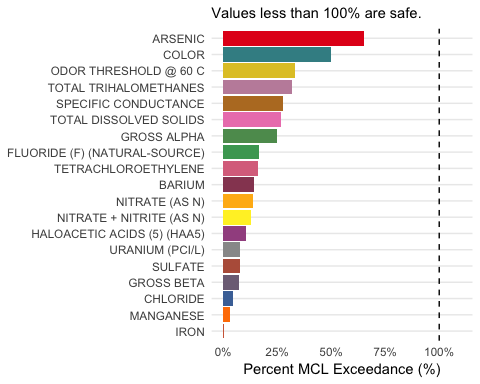 Values less than 100% are safe.
ARSENIC
COLOR
ODOR THRESHOLD @ 60 C
TOTAL TRIHALOMETHANES
SPECIFIC CONDUCTANCE
TOTAL DISSOLVED SOLIDS
GROSS ALPHA
FLUORIDE (F) (NATURAL-SOURCE)
TETRACHLOROETHYLENE
BARIUM
NITRATE (AS N)
NITRATE + NITRITE (AS N)
HALOACETIC ACIDS (5) (HAA5)
URANIUM (PCI/L)
SULFATE
GROSS BETA
CHLORIDE
MANGANESE
IRON
0% 25% 50% 75% 100%
Percent MCL Exceedance (%)